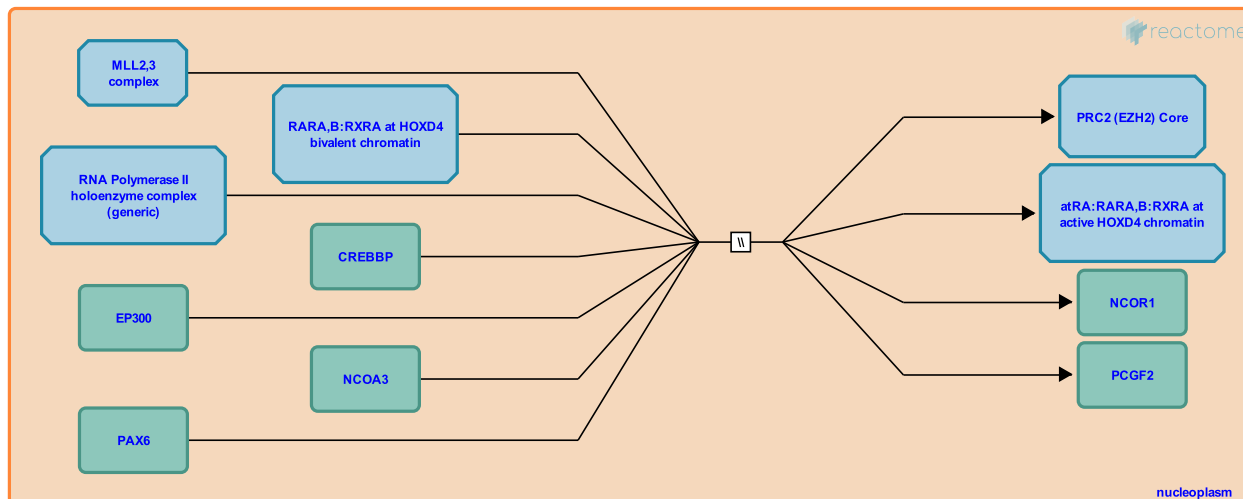 reactome
MLL2,3
complex
RARA,B:RXRA at HOXD4
bivalent chromatin
RNA Polymerase II
holoenzyme complex
(generic)
CREBBP
EP300
NCOA3
PAX6
\\
PRC2 (EZH2) Core
atRA:RARA,B:RXRA at
active HOXD4 chromatin
NCOR1
PCGF2
nucleoplasm